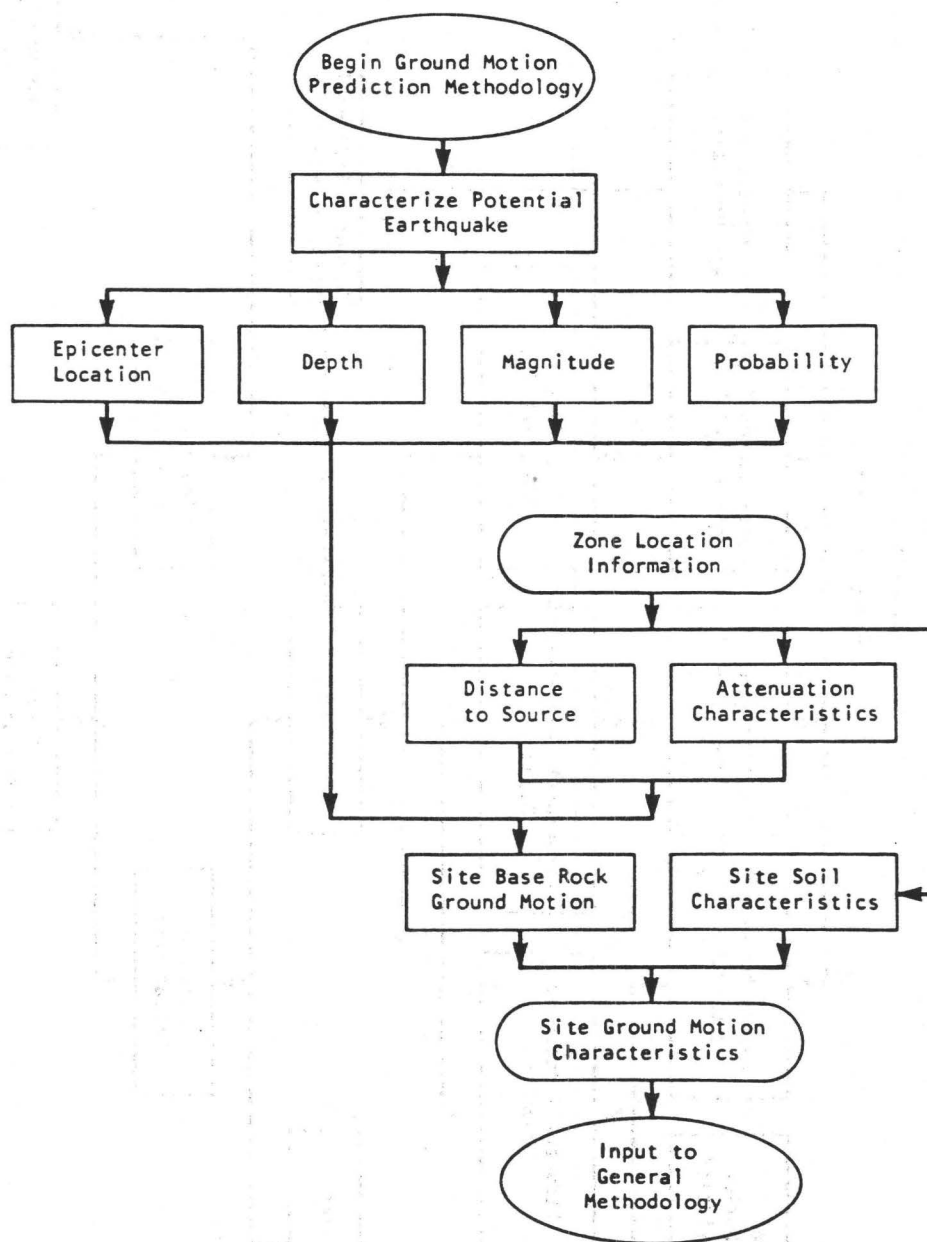 Begin Ground Motion
Prediction Methodology
Characterize Potential
Earthquake
Epicenter
Location
Depth
Magnitude
Probability
Zone Location
Information
Distance
to Source
Attenuation
Characteristics
Site Base Rock
Ground Motion
Site Soil
Characteristics
Site Ground Motion
Characteristics
Input to
General
Methodology